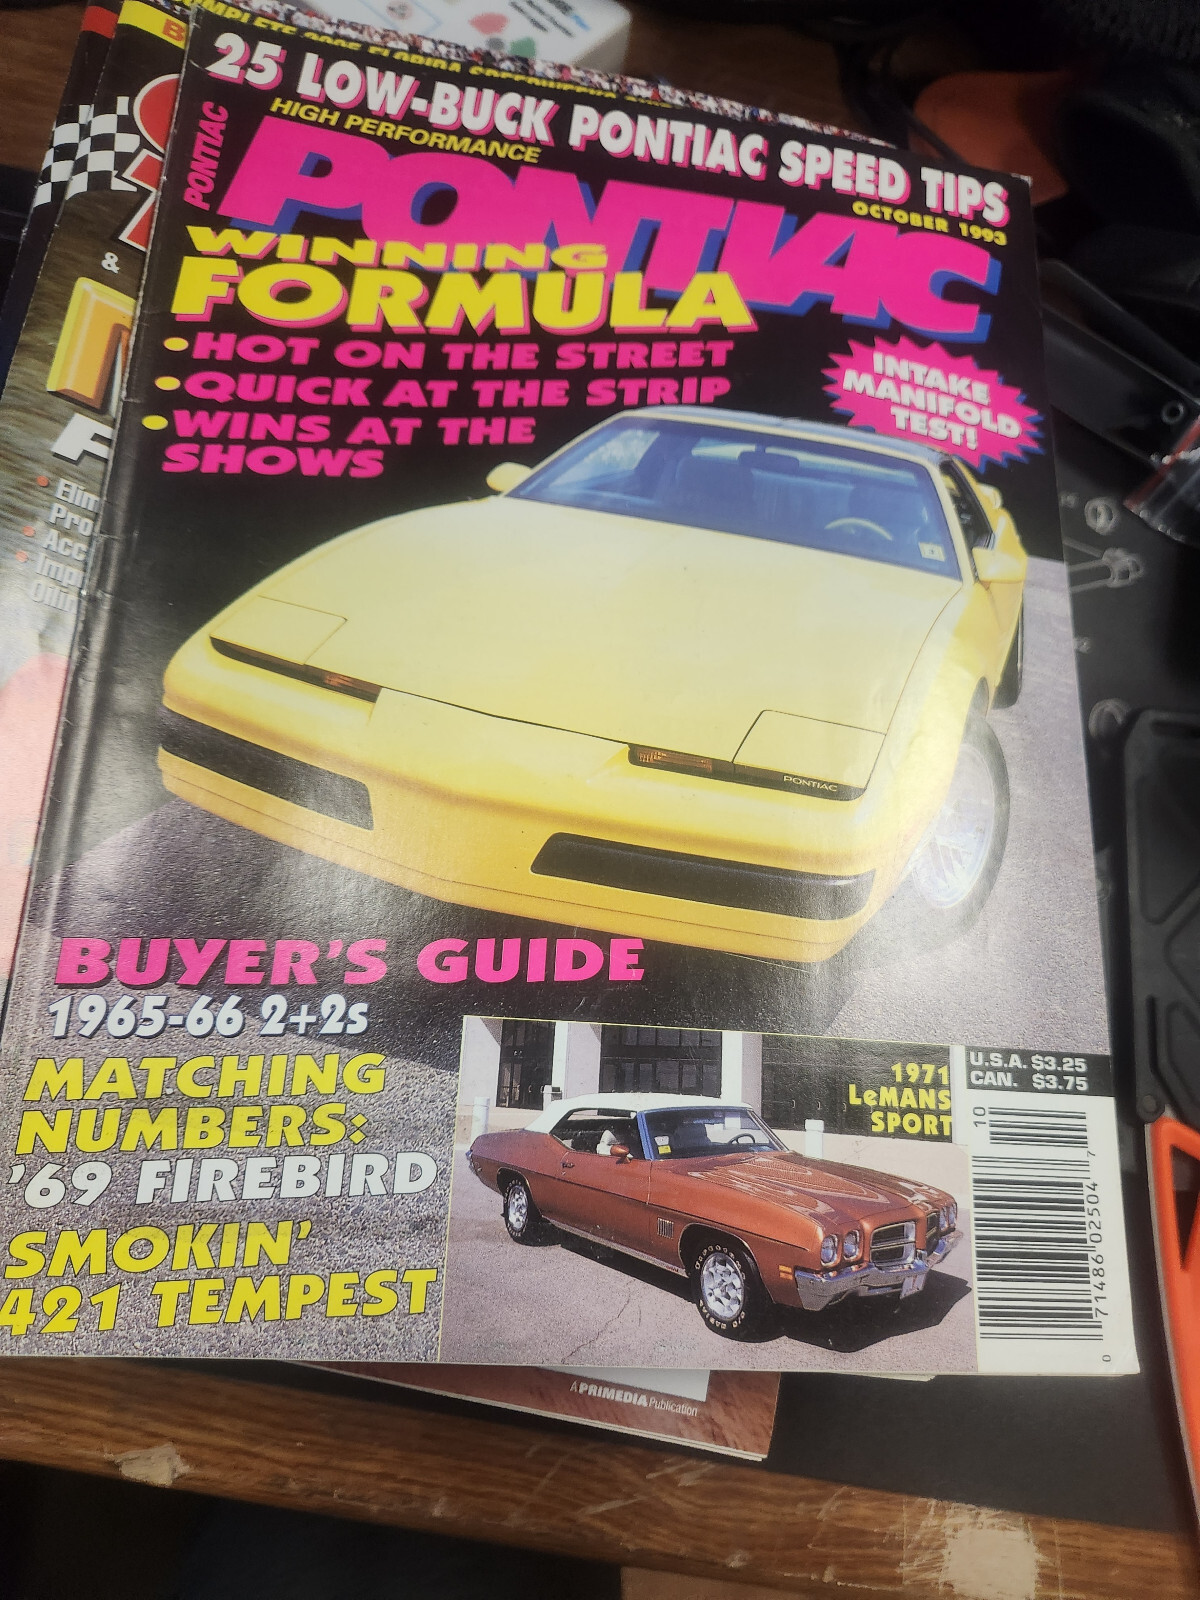 25 LOW-BUCK PONTIAC SPEED TIPS
HIGH PERFORMANCE
PONTIAC
PONTIAC
OCTOBER 1993
WINNING
FORMULA
• HOT ON THE STREET
• QUICK AT THE STRIP
• WINS AT THE
SHOWS
INTAKE
MANIFOLD
TEST!
PONTIAC
BUYER'S GUIDE
1965-66 2+2s
MATCHING
NUMBERS:
'69 FIREBIRD
SMOKIN'
421 TEMPEST
1971
LeMANS
SPORT
U.S.A. $3.25
CAN. $3.75
10
71486 02504 7
0
A PRIMEDIA Publication
&